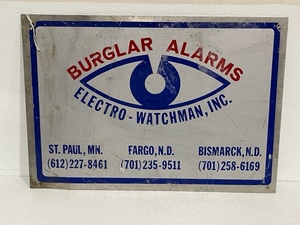 BURGLAR ALARMS
ELECTRO-WATCHMAN, INC.
ST. PAUL, MN. FARGO, N.D. BISMARCK, N.D.
(612) 227-8461 (701) 235-9511 (701) 258-6169